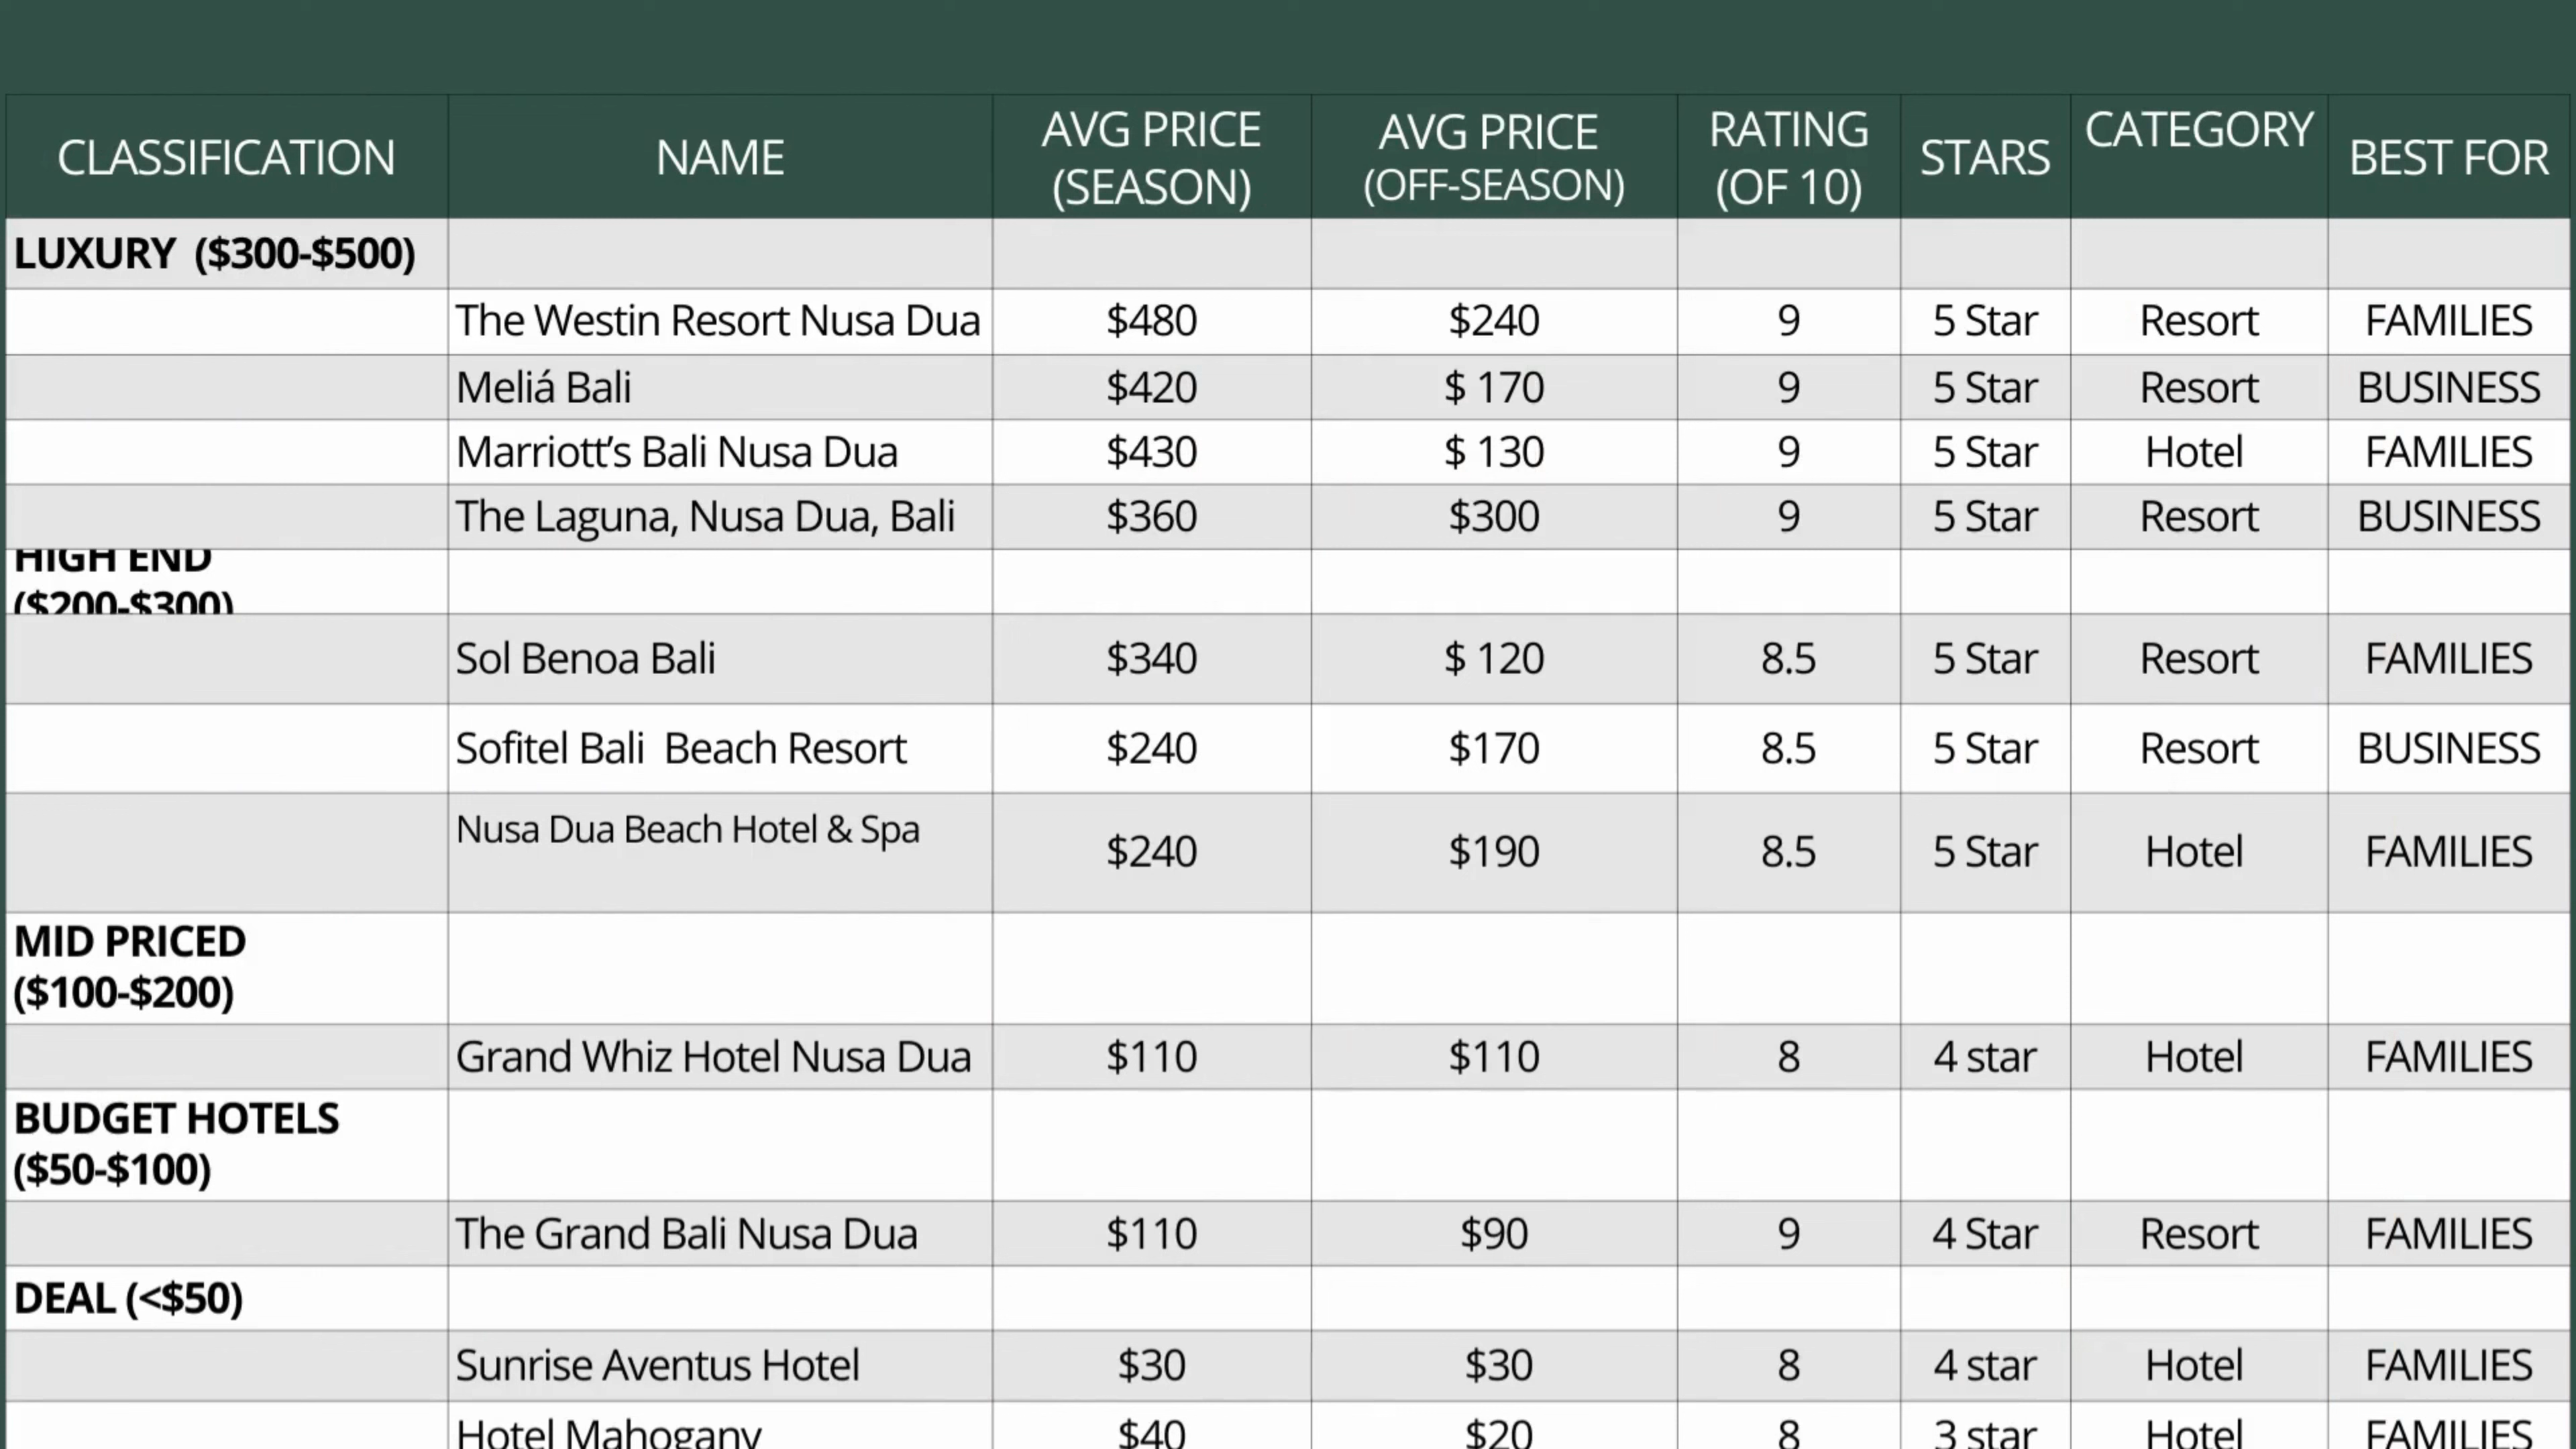 CLASSIFICATION NAME AVG PRICE (SEASON) AVG PRICE (OFF-SEASON) RATING (OF 10) STARS CATEGORY BEST FOR
LUXURY ($300-$500)
The Westin Resort Nusa Dua $480 $240 9 5 Star Resort FAMILIES
Meliá Bali $420 $ 170 9 5 Star Resort BUSINESS
Marriott’s Bali Nusa Dua $430 $ 130 9 5 Star Hotel FAMILIES
The Laguna, Nusa Dua, Bali $360 $300 9 5 Star Resort BUSINESS
HIGH END
($200-$300)
Sol Benoa Bali $340 $ 120 8.5 5 Star Resort FAMILIES
Sofitel Bali Beach Resort $240 $170 8.5 5 Star Resort BUSINESS
Nusa Dua Beach Hotel & Spa $240 $190 8.5 5 Star Hotel FAMILIES
MID PRICED
($100-$200)
Grand Whiz Hotel Nusa Dua $110 $110 8 4 star Hotel FAMILIES
BUDGET HOTELS
($50-$100)
The Grand Bali Nusa Dua $110 $90 9 4 Star Resort FAMILIES
DEAL (<$50)
Sunrise Aventus Hotel $30 $30 8 4 star Hotel FAMILIES
Hotel Mahogany $40 $20 8 3 star Hotel FAMILIES